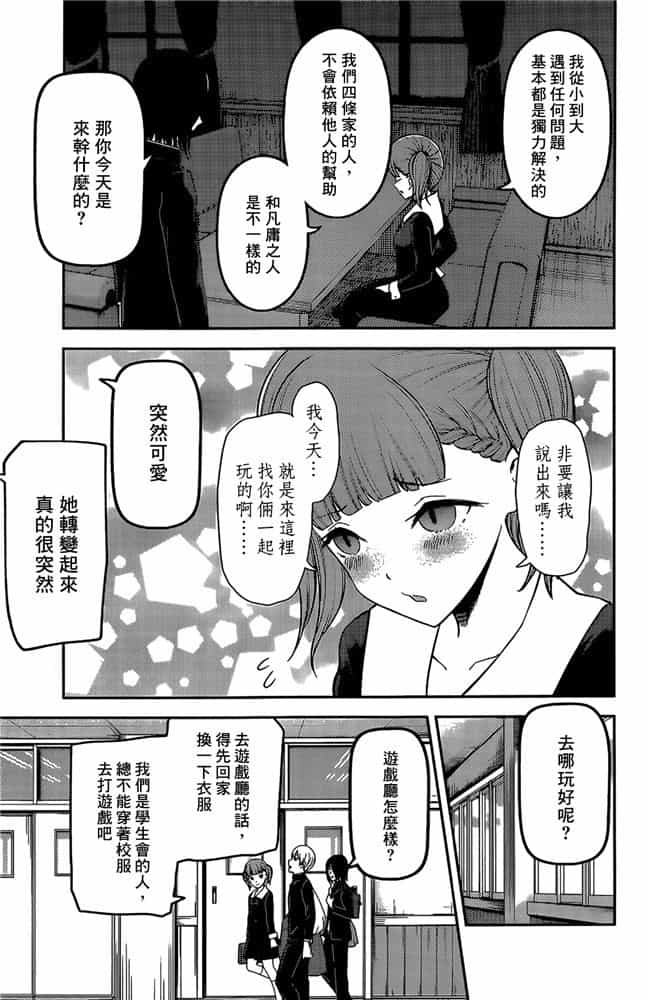 我從小到大
遇到任何問題，
基本都是獨力解決的
我們四條家的人，
不會依賴他人的幫助
和凡庸之人
是不一樣的
那你今天是
來幹什麼的？
非要讓我
說出來嗎……
我今天…
就是來這裡
找你倆一起
玩的啊……
突然可愛
她轉變起來
真的很突然
去哪玩好呢？
遊戲廳怎麼樣？
去遊戲廳的話，
得先回家
換一下衣服
我們是學生會的人，
總不能穿著校服
去打遊戲吧